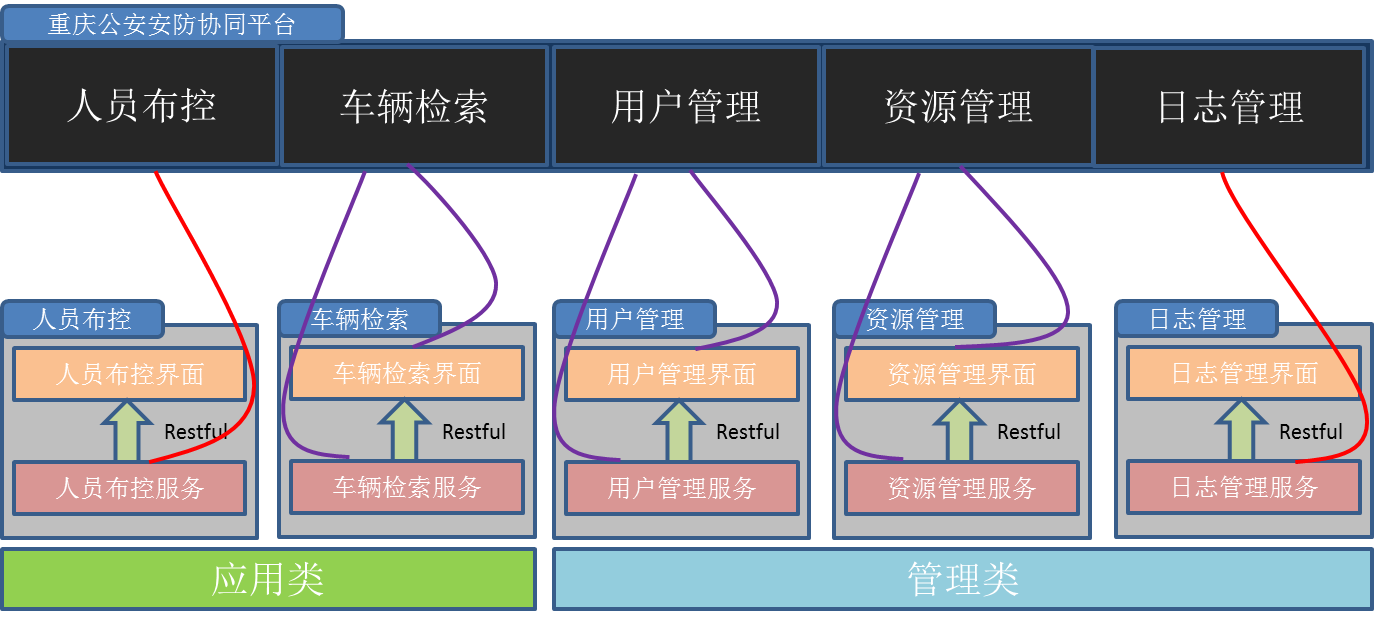 重庆公安安防协同平台
人员布控
车辆检索
用户管理
资源管理
日志管理
人员布控
车辆检索
用户管理
资源管理
日志管理
人员布控界面
车辆检索界面
用户管理界面
资源管理界面
日志管理界面
Restful
Restful
Restful
Restful
Restful
人员布控服务
车辆检索服务
用户管理服务
资源管理服务
日志管理服务
应用类
管理类